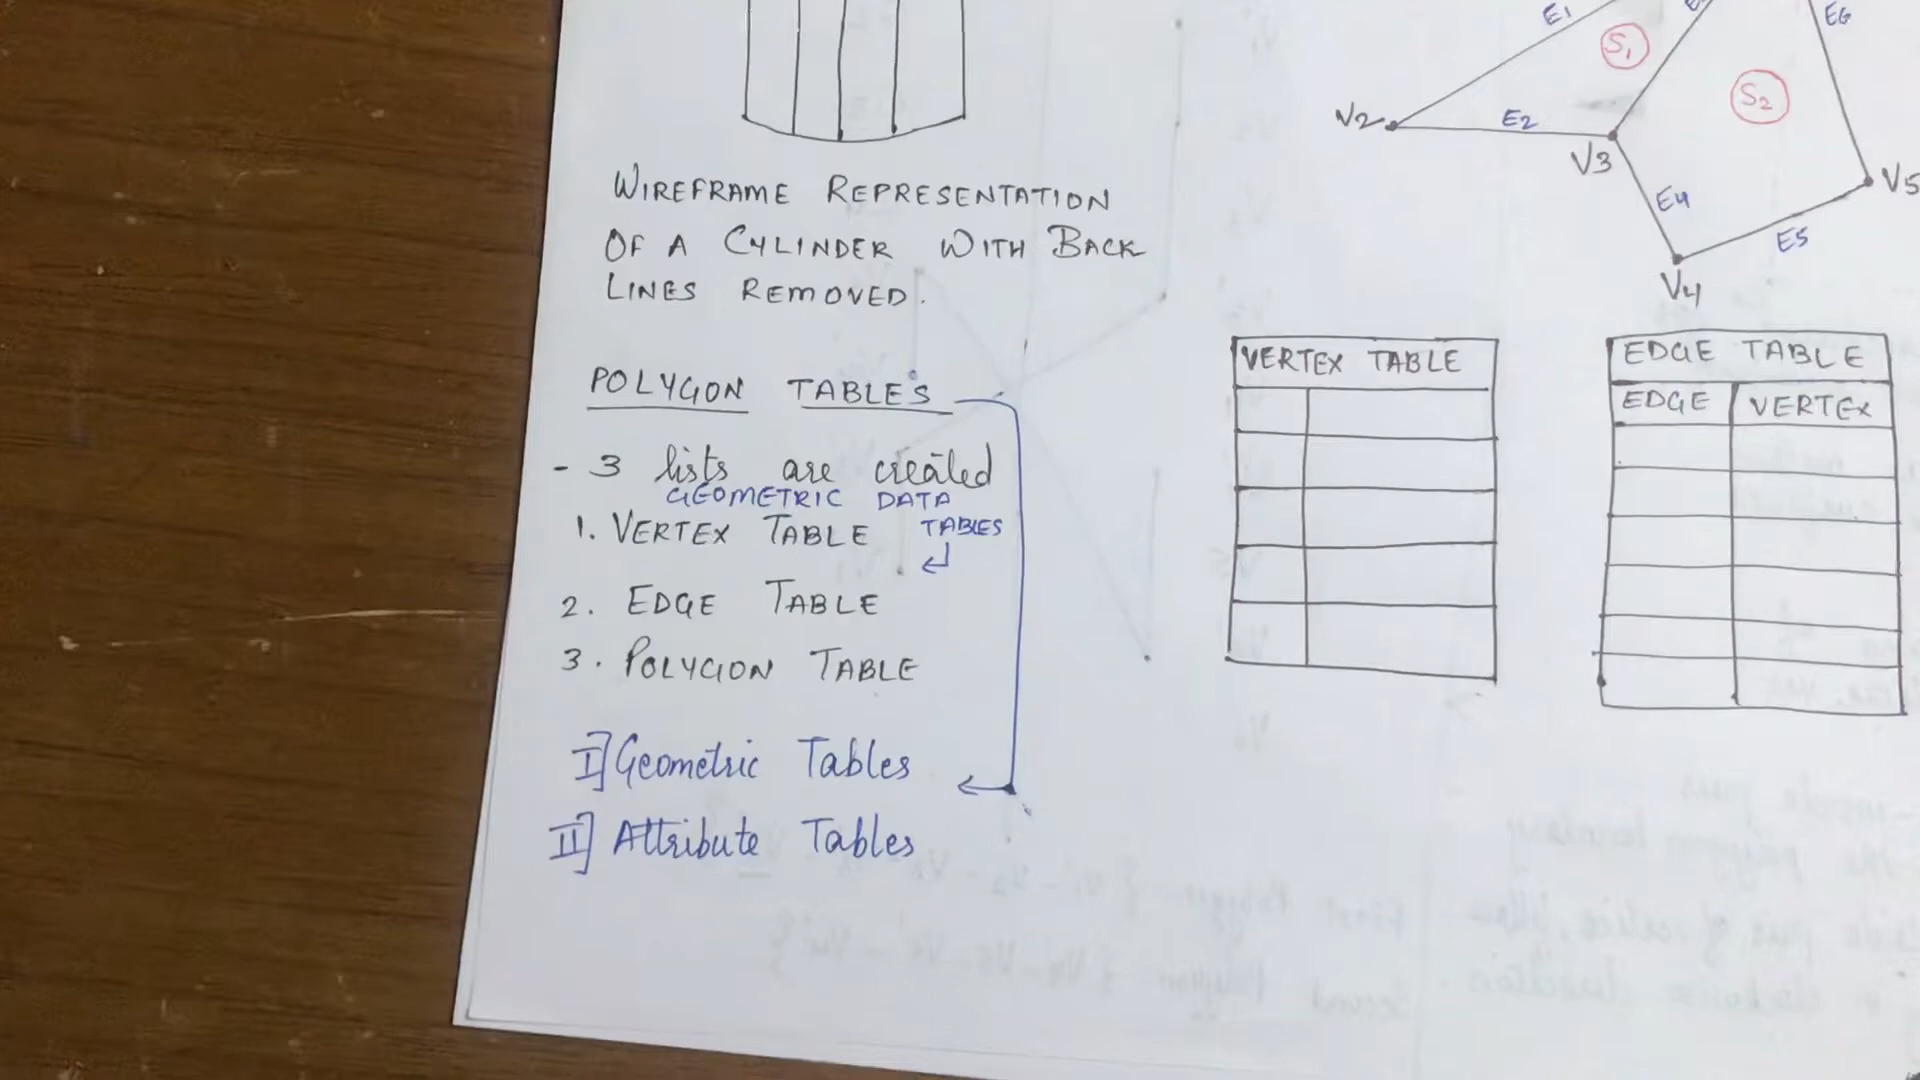 WIREFRAME REPRESENTATION
OF A CYLINDER WITH BACK
LINES REMOVED.
POLYGON TABLES
- 3 lists are created
GEOMETRIC DATA
TABLES
1. VERTEX TABLE
2. EDGE TABLE
3. POLYGON TABLE
I] Geometric Tables
II] Attribute Tables
E1
E6
S1
S2
V2
E2
V3
V5
E4
E5
V4
VERTEX TABLE
EDGE TABLE
EDGE VERTEX